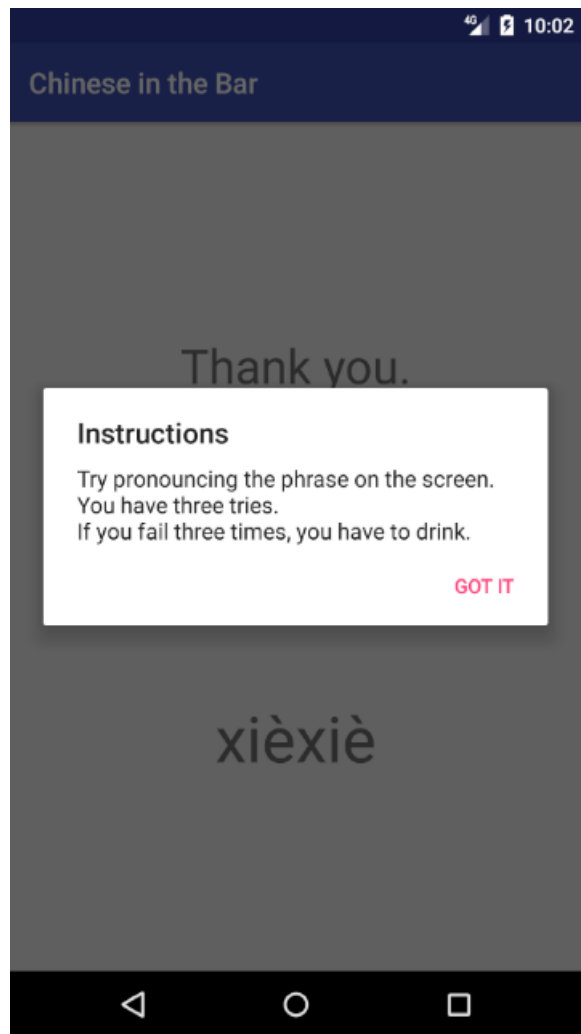 4G 10:02
Chinese in the Bar
Thank you.
Instructions
Try pronouncing the phrase on the screen.
You have three tries.
If you fail three times, you have to drink.
GOT IT
xièxiè